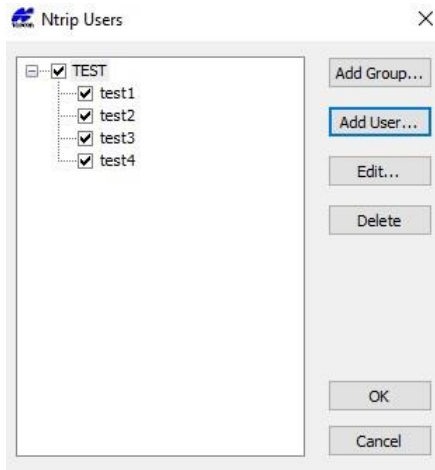 Ntrip Users
TEST
test1
test2
test3
test4
Add Group...
Add User...
Edit...
Delete
OK
Cancel